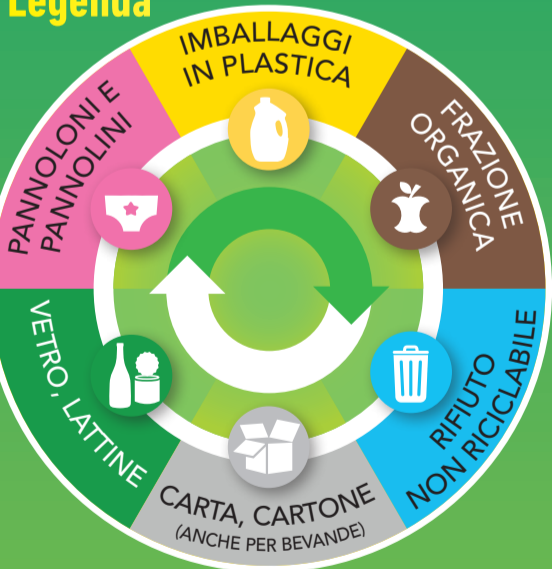 Legenda
IMBALLAGGI
IN PLASTICA
FRAZIONE
ORGANICA
RIFIUTO
NON RICICLABILE
CARTA, CARTONE
(ANCHE PER BEVANDE)
VETRO, LATTINE
PANNOLONI E
PANNOLINI